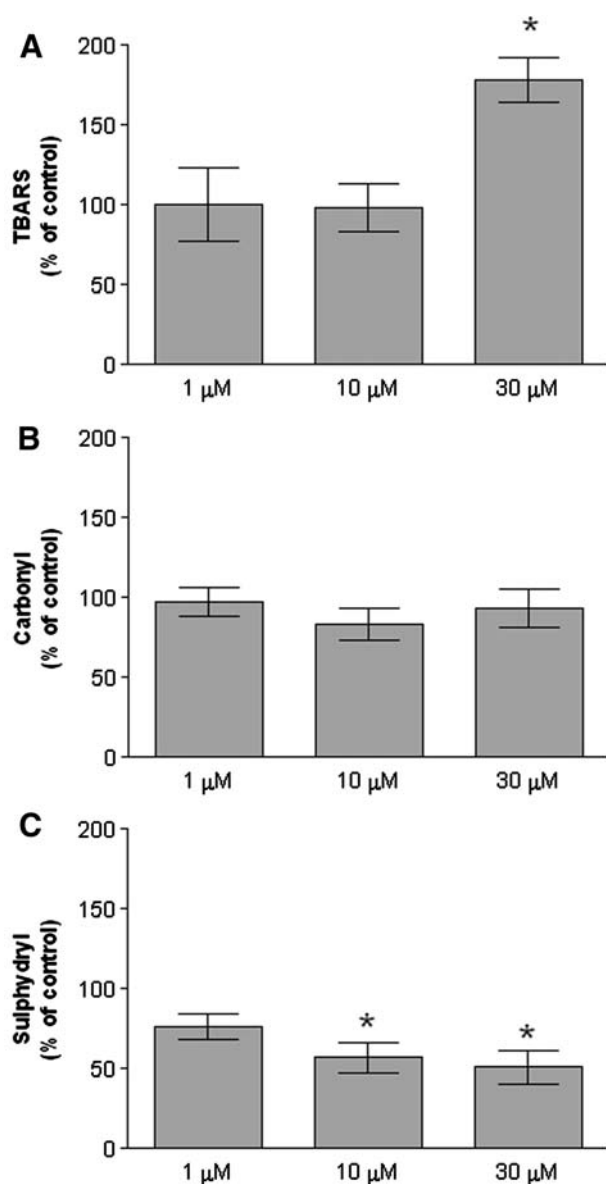 A
TBARS
(% of control)
200
*
150
100
50
0
1 µM 10 µM 30 µM
B
Carbonyl
(% of control)
200
150
100
50
0
1 µM 10 µM 30 µM
C
Sulphydryl
(% of control)
200
150
100
* *
50
0
1 µM 10 µM 30 µM